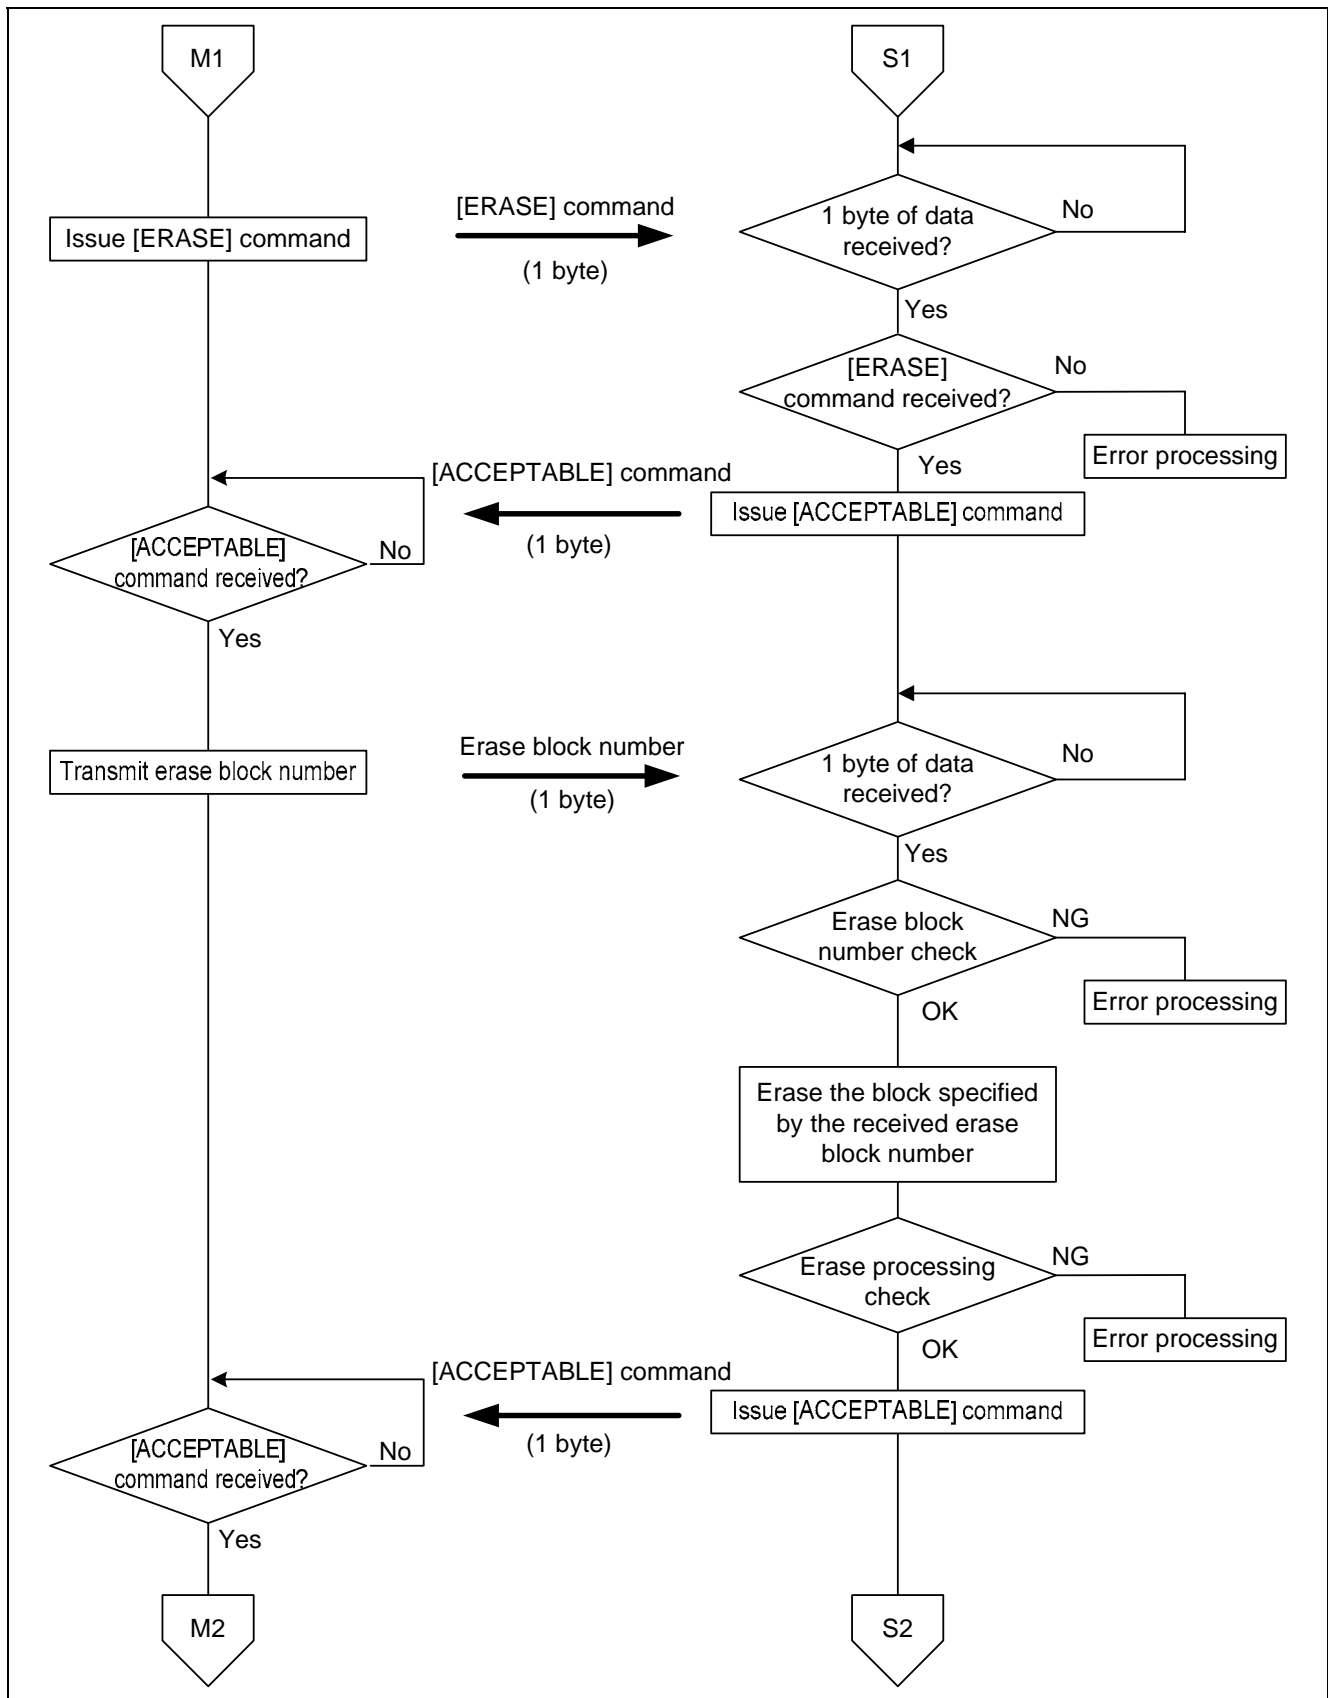 M1
S1
[ERASE] command
1 byte of data
received?
No
Issue [ERASE] command
(1 byte)
Yes
[ERASE]
command received?
No
Error processing
[ACCEPTABLE] command
Yes
Issue [ACCEPTABLE] command
(1 byte)
[ACCEPTABLE]
command received?
No
Yes
Erase block number
Transmit erase block number
(1 byte)
1 byte of data
received?
No
Yes
Erase block
number check
NG
Error processing
OK
Erase the block specified
by the received erase
block number
Erase processing
check
NG
Error processing
OK
[ACCEPTABLE] command
Issue [ACCEPTABLE] command
(1 byte)
[ACCEPTABLE]
command received?
No
Yes
M2
S2